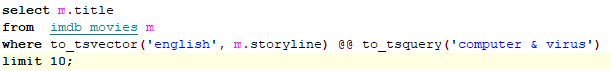 select m.title
from imdb_movies m
where to_tsvector('english', m.storyline) @@ to_tsquery('computer & virus')
limit 10;